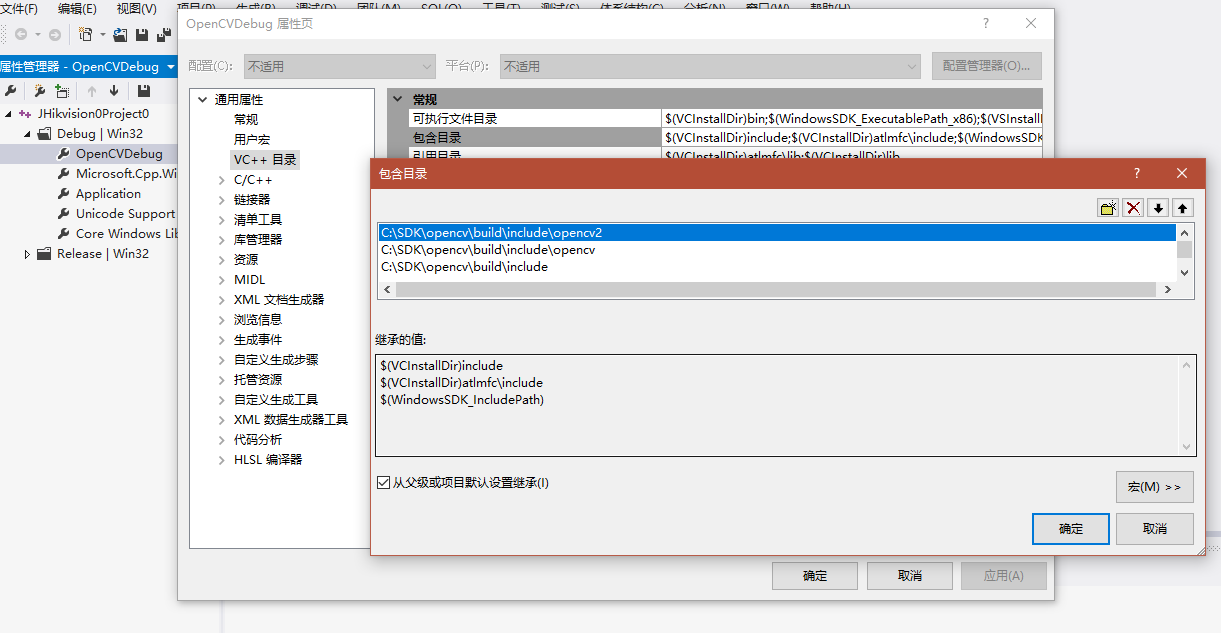 文件(F) 编辑(E) 视图(V) 项目(P) 生成(B) 调试(D) 团队(M) SQL(Q) 工具(T) 测试(S) 体系结构(C) 分析(N) 窗口(W) 帮助(H)
OpenCVDebug 属性页
属性管理器 - OpenCVDebug
JHikvision0Project0
Debug | Win32
OpenCVDebug
Microsoft.Cpp.Wi
Application
Unicode Support
Core Windows Lib
Release | Win32
配置(C): 不适用 平台(P): 不适用 配置管理器(O)...
通用属性
常规
用户宏
VC++ 目录
C/C++
链接器
清单工具
库管理器
资源
MIDL
XML 文档生成器
浏览信息
生成事件
自定义生成步骤
托管资源
自定义生成工具
XML 数据生成器工具
代码分析
HLSL 编译器
常规
可执行文件目录 $(VCInstallDir)bin;$(WindowsSDK_ExecutablePath_x86);$(VSInstall
包含目录 $(VCInstallDir)include;$(VCInstallDir)atlmfc\include;$(WindowsSDK
引用目录 $(VCInstallDir)atlmfc\lib;$(VCInstallDir)lib
包含目录
C:\SDK\opencv\build\include\opencv2
C:\SDK\opencv\build\include\opencv
C:\SDK\opencv\build\include
继承的值:
$(VCInstallDir)include
$(VCInstallDir)atlmfc\include
$(WindowsSDK_IncludePath)
从父级或项目默认设置继承(I)
宏(M) >>
确定 取消
确定 取消 应用(A)